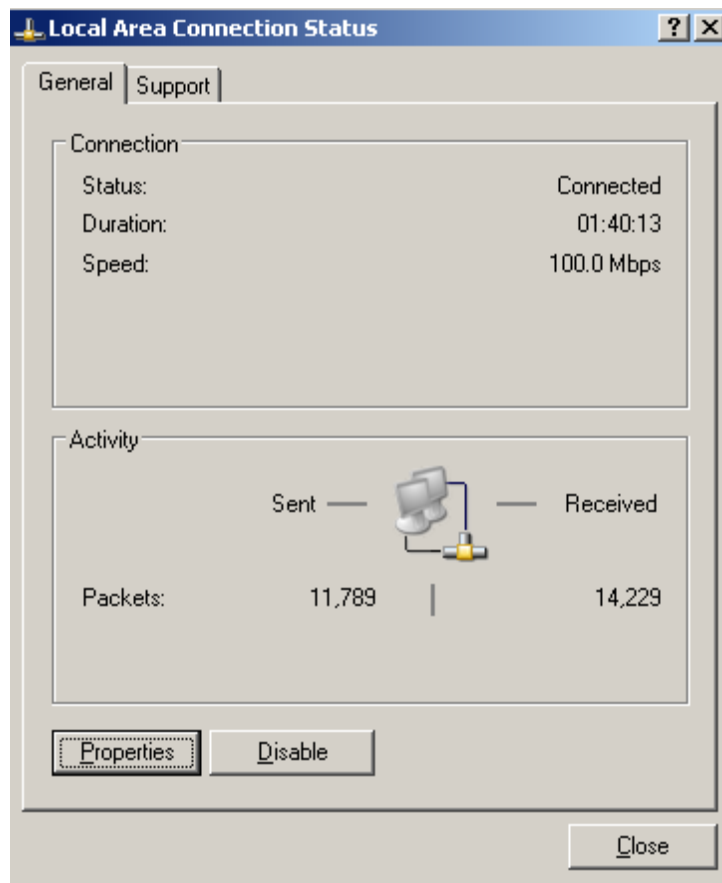 Local Area Connection Status
General Support
Connection
Status: Connected
Duration: 01:40:13
Speed: 100.0 Mbps
Activity
Sent Received
Packets: 11,789 14,229
Properties Disable
Close